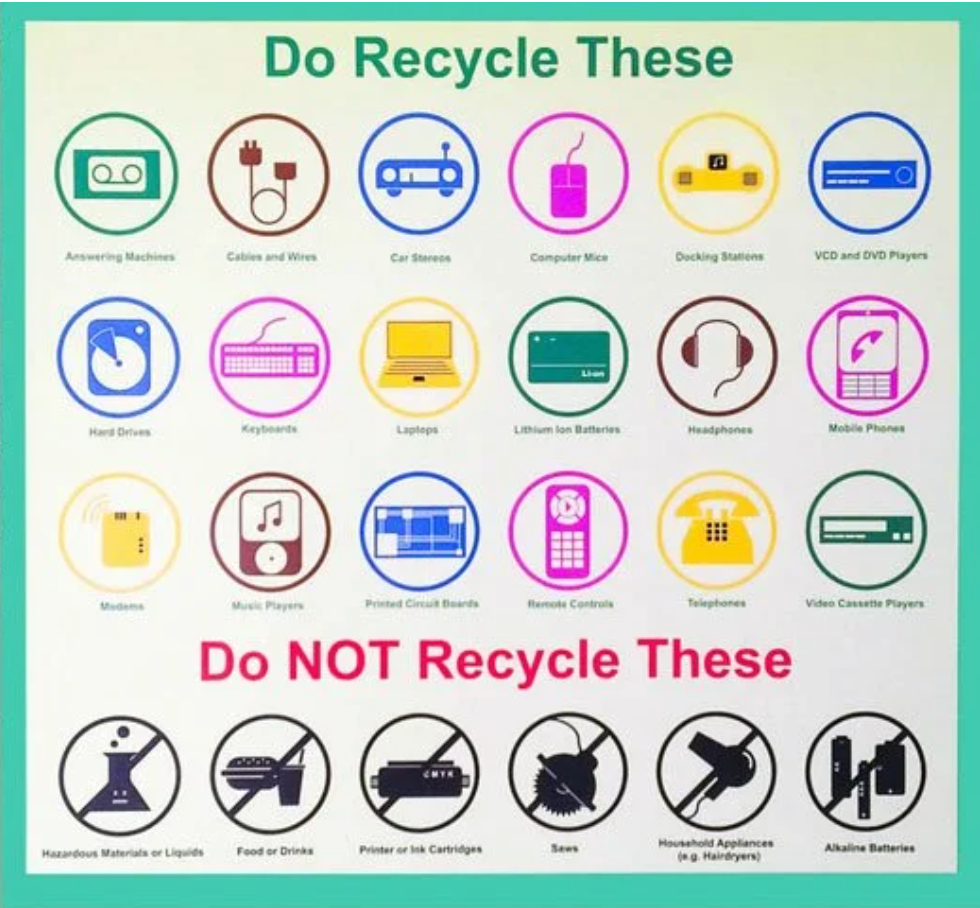 Do Recycle These
Answering Machines
Cables and Wires
Car Stereos
Computer Mice
Docking Stations
VCD and DVD Players
Li-on
Hard Drives
Keyboards
Laptops
Lithium Ion Batteries
Headphones
Mobile Phones
Modems
Music Players
Printed Circuit Boards
Remote Controls
Telephones
Video Cassette Players
Do NOT Recycle These
CMYK
Hazardous Materials or Liquids
Food or Drinks
Printer or Ink Cartridges
Saws
Household Appliances
(e.g. Hairdryers)
Alkaline Batteries